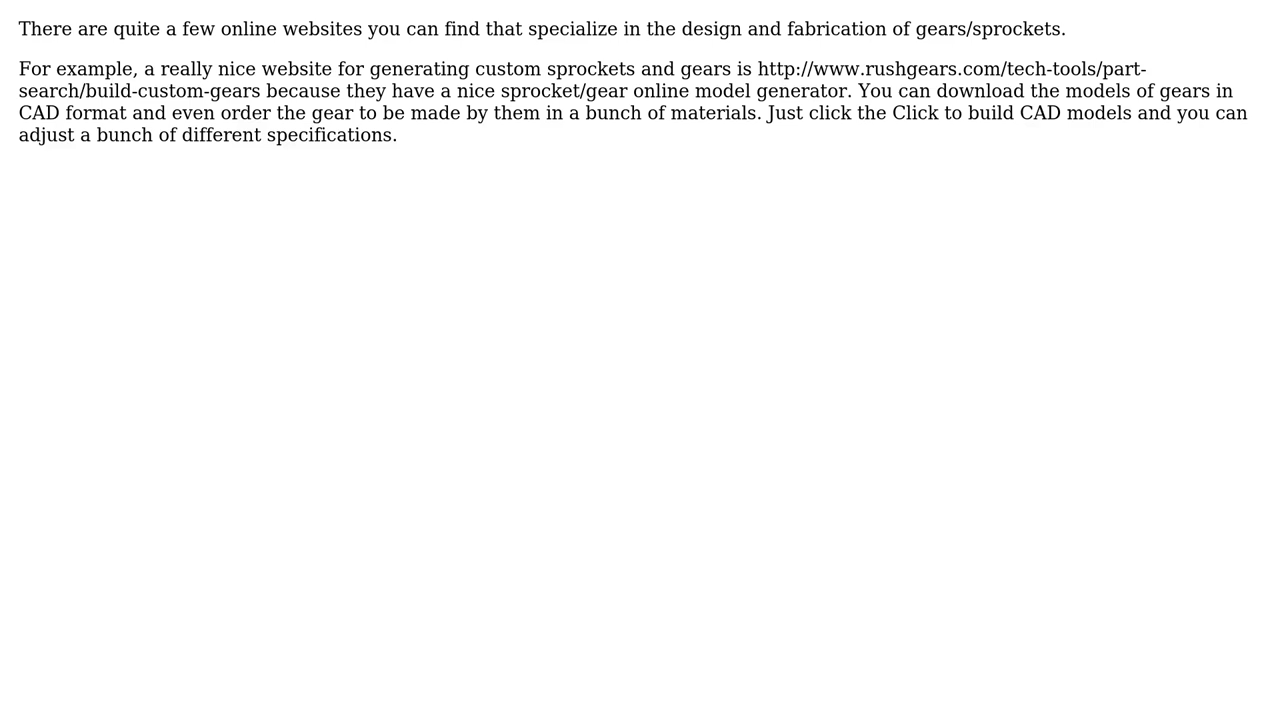 There are quite a few online websites you can find that specialize in the design and fabrication of gears/sprockets.
For example, a really nice website for generating custom sprockets and gears is http://www.rushgears.com/tech-tools/part-
search/build-custom-gears because they have a nice sprocket/gear online model generator. You can download the models of gears in
CAD format and even order the gear to be made by them in a bunch of materials. Just click the Click to build CAD models and you can
adjust a bunch of different specifications.